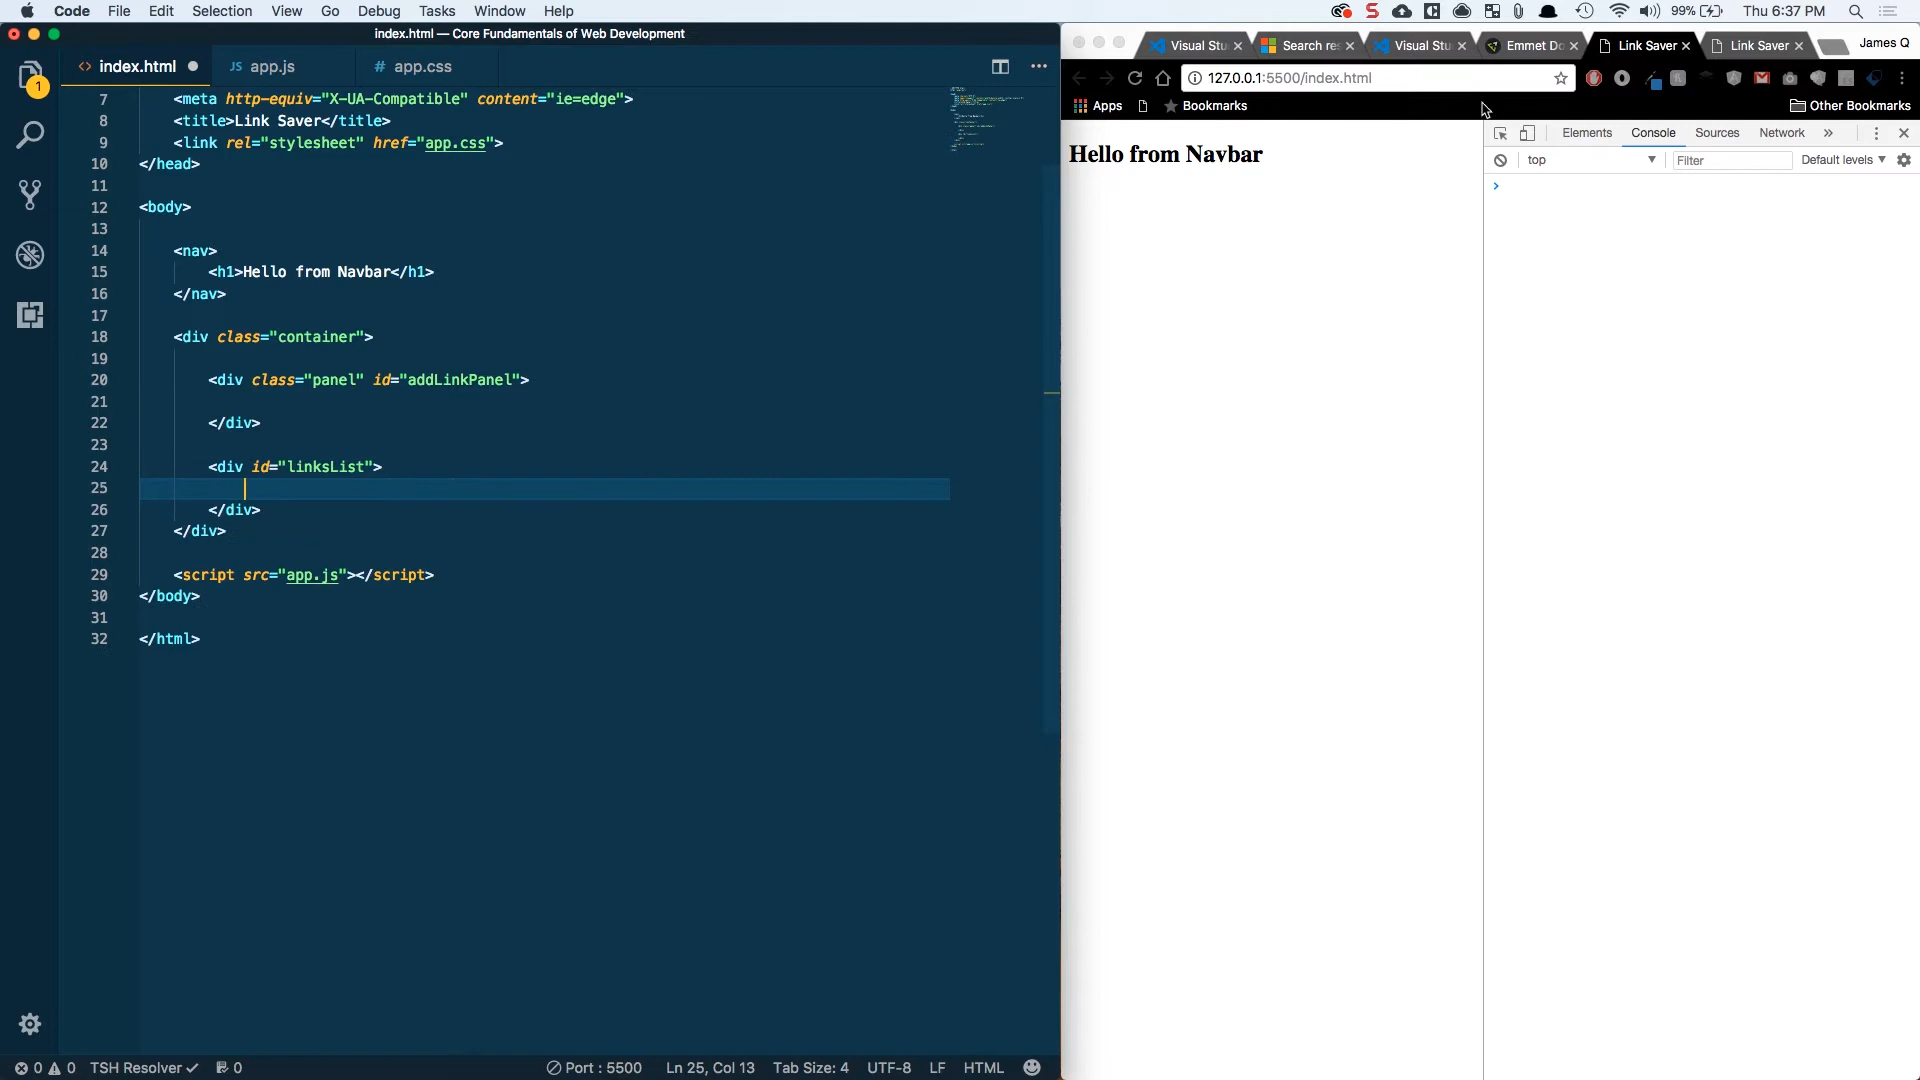 Code File Edit Selection View Go Debug Tasks Window Help
99% Thu 6:37 PM
index.html — Core Fundamentals of Web Development
1
<> index.html
JS app.js
# app.css
7 <meta http-equiv="X-UA-Compatible" content="ie=edge">
8 <title>Link Saver</title>
9 <link rel="stylesheet" href="app.css">
10 </head>
11
12 <body>
13
14 <nav>
15 <h1>Hello from Navbar</h1>
16 </nav>
17
18 <div class="container">
19
20 <div class="panel" id="addLinkPanel">
21
22 </div>
23
24 <div id="linksList">
25
26 </div>
27 </div>
28
29 <script src="app.js"></script>
30 </body>
31
32 </html>
0 0 TSH Resolver ✓ 0 Port : 5500 Ln 25, Col 13 Tab Size: 4 UTF-8 LF HTML
Visual Stu Search re Visual Stu Emmet Do Link Saver Link Saver James Q
127.0.0.1:5500/index.html
Apps Bookmarks Other Bookmarks
Hello from Navbar
Elements Console Sources Network »
top Filter Default levels